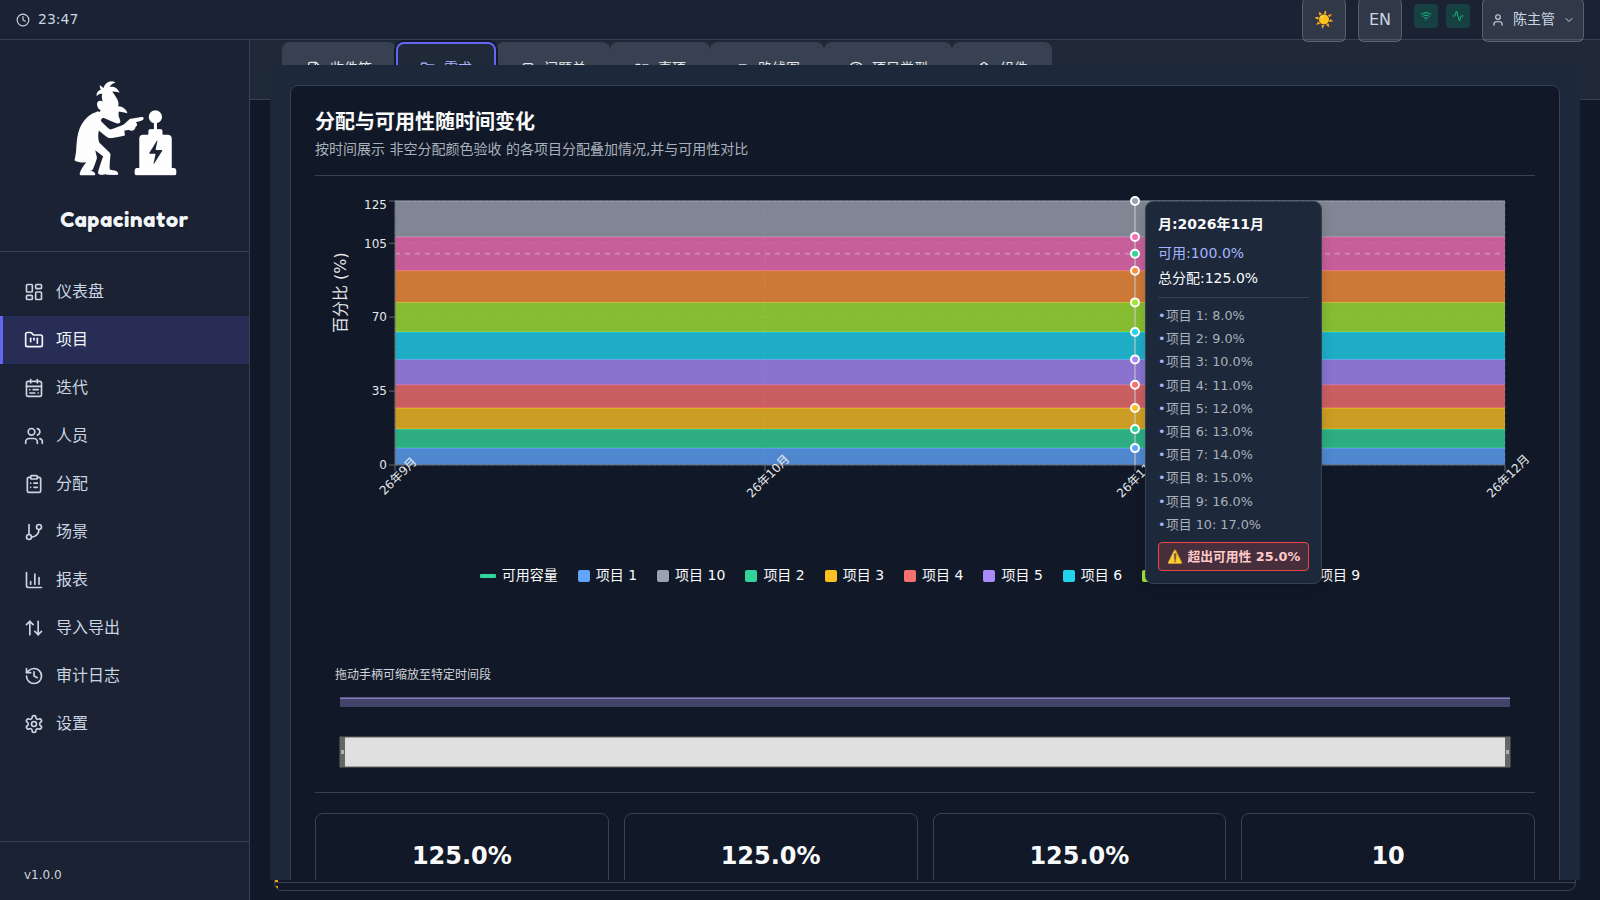 23:47
EN
陈主管
Capacinator
仪表盘
项目
迭代
人员
分配
场景
报表
导入导出
审计日志
设置
v1.0.0
分配与可用性随时间变化
按时间展示 非空分配颜色验收 的各项目分配叠加情况,并与可用性对比
百分比 (%)
125
105
70
35
0
26年9月
26年10月
26年1
26年12月
月:2026年11月
可用:100.0%
总分配:125.0%
•项目 1: 8.0%
•项目 2: 9.0%
•项目 3: 10.0%
•项目 4: 11.0%
•项目 5: 12.0%
•项目 6: 13.0%
•项目 7: 14.0%
•项目 8: 15.0%
•项目 9: 16.0%
•项目 10: 17.0%
⚠️ 超出可用性 25.0%
可用容量 项目 1 项目 10 项目 2 项目 3 项目 4 项目 5 项目 6 项目 9
拖动手柄可缩放至特定时间段
125.0% 125.0% 125.0% 10